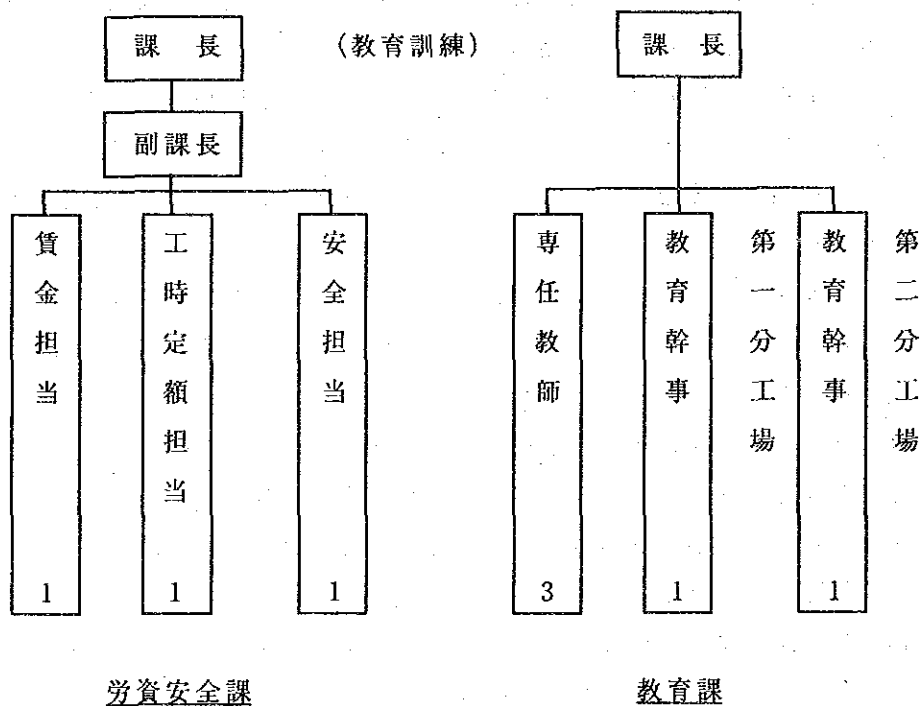 課長
副課長
賃金担当 1
工時定額担当 1
安全担当 1
労資安全課
(教育訓練)
課長
専任教師 3
教育幹事 1
第一分工場
教育幹事 1
第二分工場
教育課